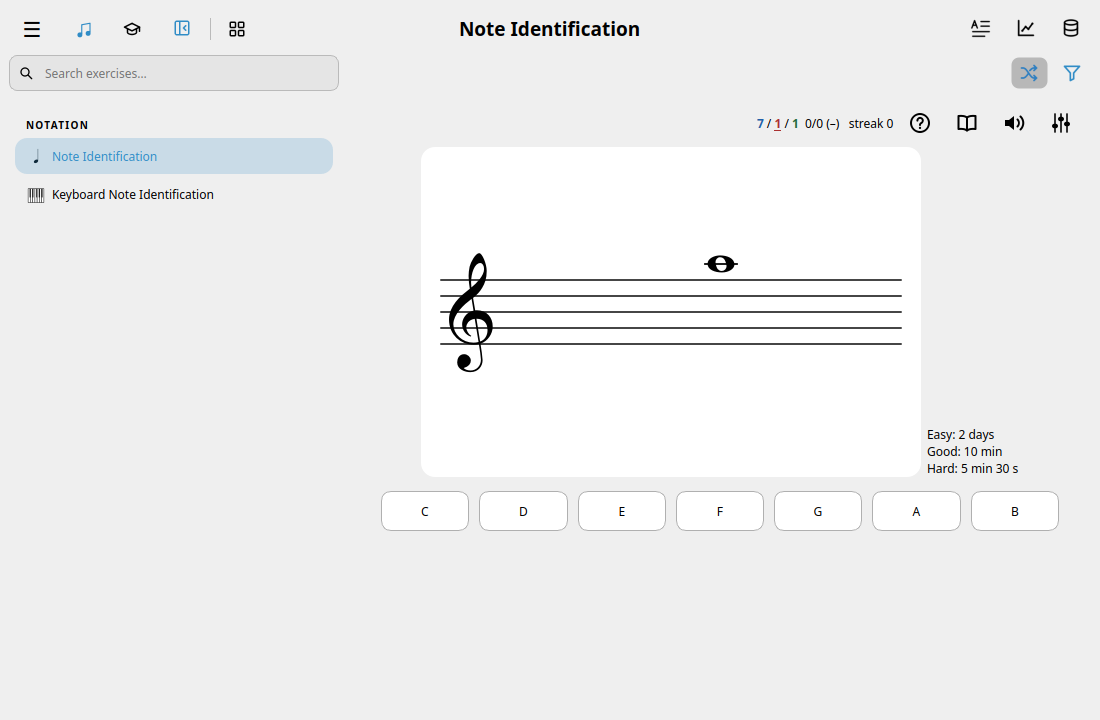 Note Identification
Search exercises...
NOTATION
Note Identification
Keyboard Note Identification
7 / 1 / 1 0/0 (–) streak 0
Easy: 2 days
Good: 10 min
Hard: 5 min 30 s
C D E F G A B